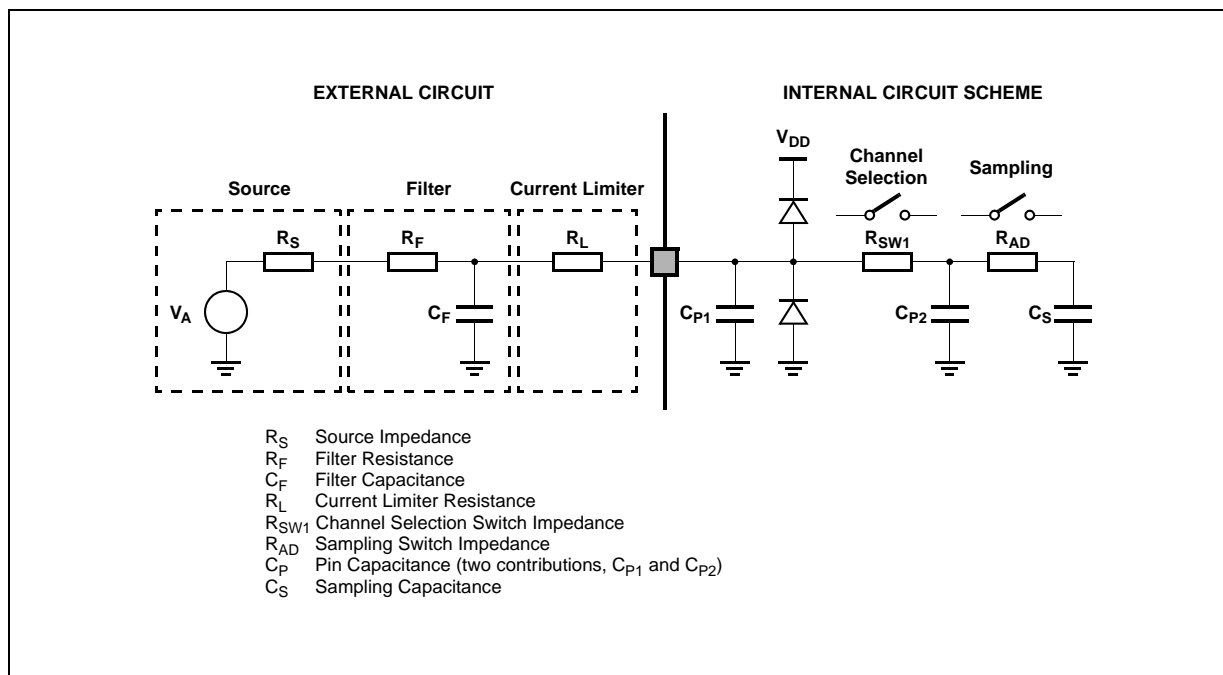 EXTERNAL CIRCUIT
INTERNAL CIRCUIT SCHEME
VDD
Channel
Selection
Sampling
Source
Filter
Current Limiter
RS
RF
RL
RSW1
RAD
VA
CF
CP1
CP2
CS
RS Source Impedance
RF Filter Resistance
CF Filter Capacitance
RL Current Limiter Resistance
RSW1 Channel Selection Switch Impedance
RAD Sampling Switch Impedance
CP Pin Capacitance (two contributions, CP1 and CP2)
CS Sampling Capacitance